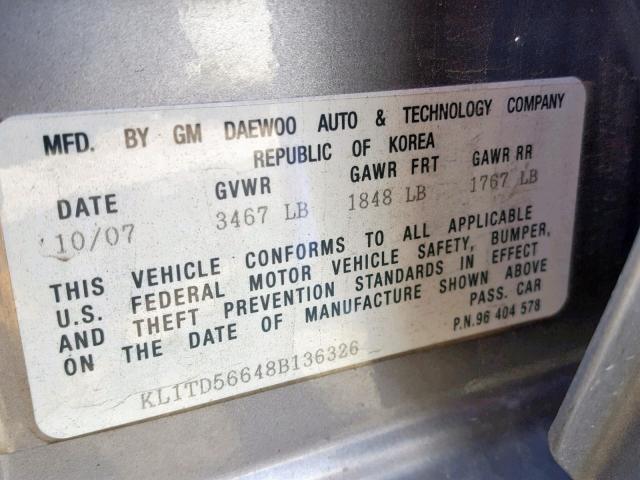 MFD. BY GM DAEWOO AUTO & TECHNOLOGY COMPANY
REPUBLIC OF KOREA
DATE GVWR GAWR FRT GAWR RR
10/07 3467 LB 1848 LB 1767 LB
THIS VEHICLE CONFORMS TO ALL APPLICABLE
U.S. FEDERAL MOTOR VEHICLE SAFETY, BUMPER,
AND THEFT PREVENTION STANDARDS IN EFFECT
ON THE DATE OF MANUFACTURE SHOWN ABOVE
PASS. CAR
P.N.96 404 578
KL1TD56648B136326